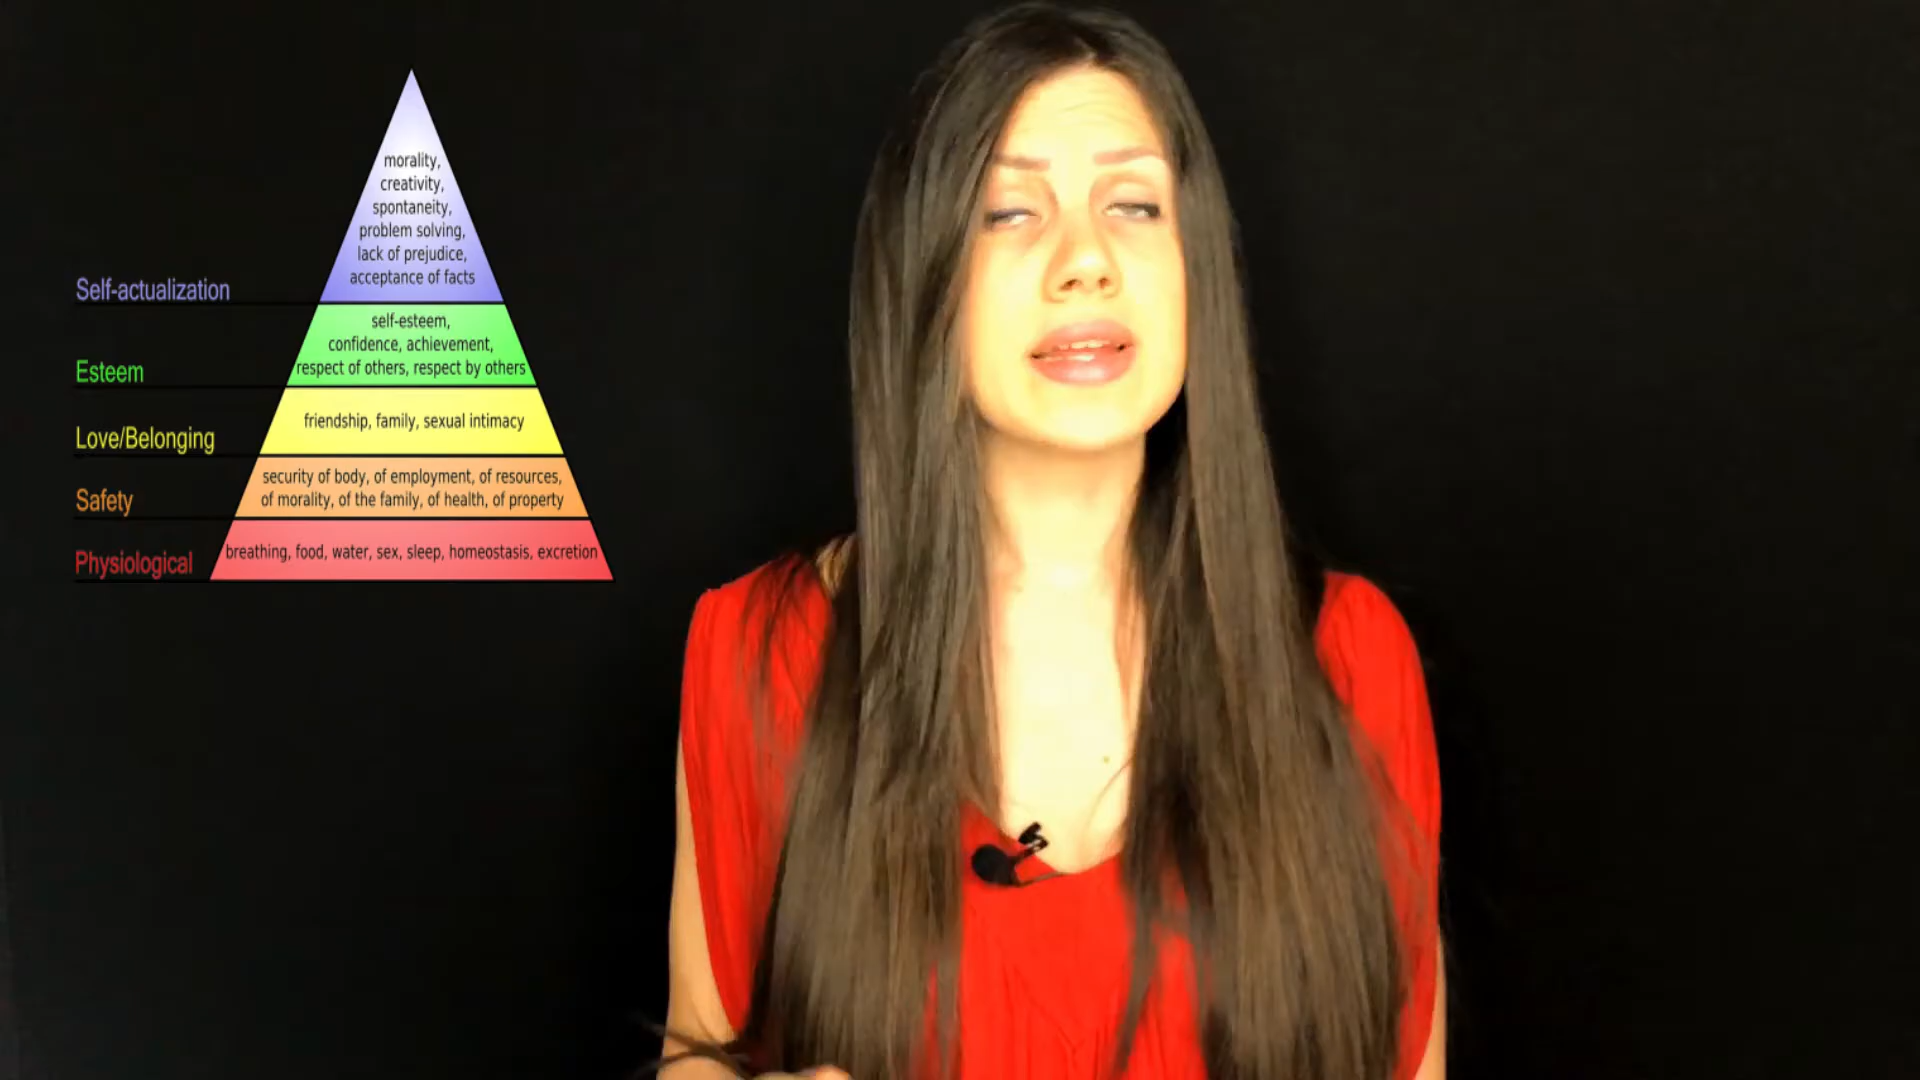 morality,
creativity,
spontaneity,
problem solving,
lack of prejudice,
acceptance of facts
Self-actualization
self-esteem,
confidence, achievement,
respect of others, respect by others
Esteem
friendship, family, sexual intimacy
Love/Belonging
security of body, of employment, of resources,
of morality, of the family, of health, of property
Safety
breathing, food, water, sex, sleep, homeostasis, excretion
Physiological